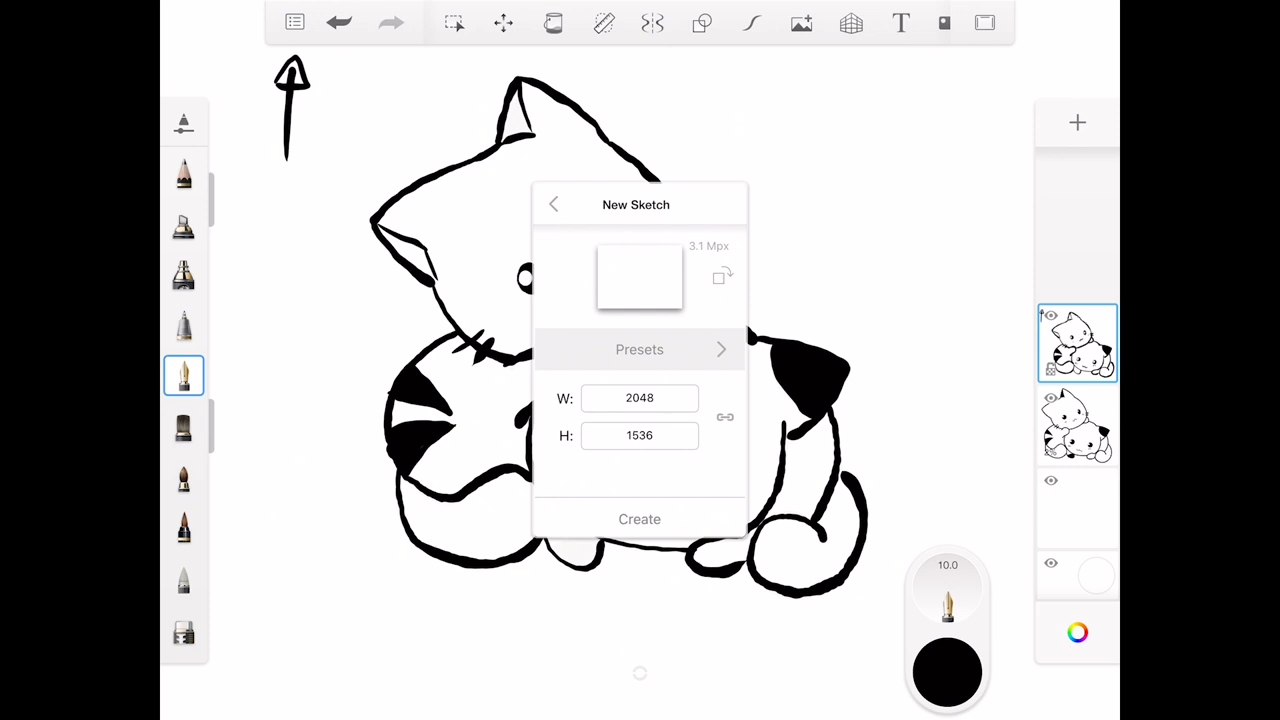 T
New Sketch
3.1 Mpx
Presets
W: 2048
H: 1536
Create
10.0